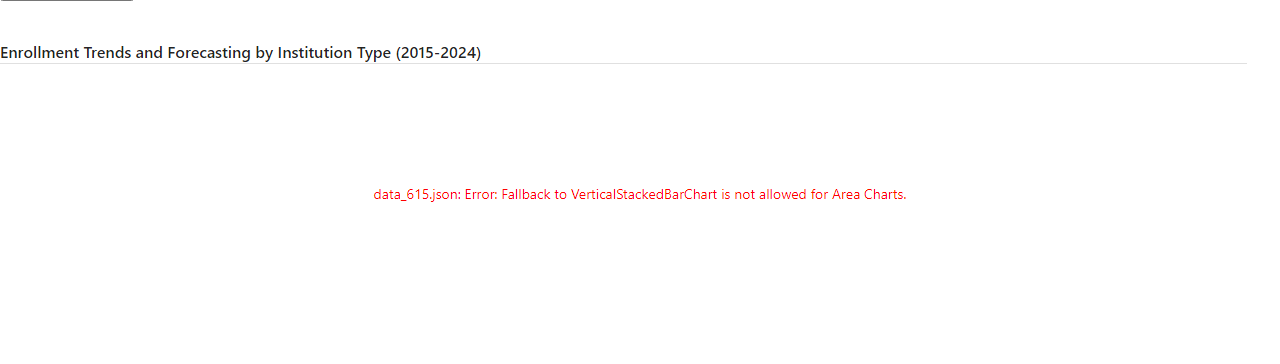 Enrollment Trends and Forecasting by Institution Type (2015-2024)
data_615.json: Error: Fallback to VerticalStackedBarChart is not allowed for Area Charts.